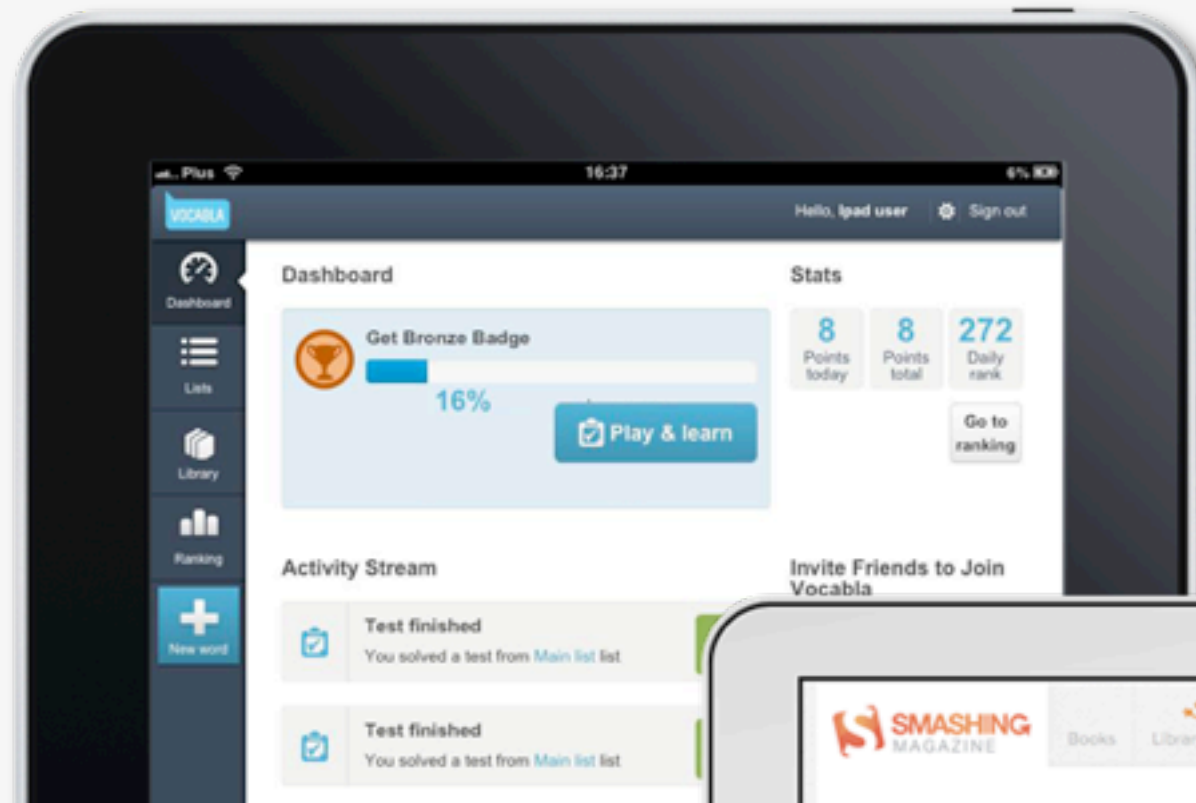 Plus 16:37 6%
VOCABLA Hello, Ipad user Sign out
Dashboard
Lists
Library
Ranking
New word
Dashboard
Get Bronze Badge
16%
Play & learn
Stats
8 Points today
8 Points total
272 Daily rank
Go to
ranking
Activity Stream
Test finished
You solved a test from Main list list
Test finished
You solved a test from Main list list
Invite Friends to Join
Vocabla
SMASHING
MAGAZINE
Books